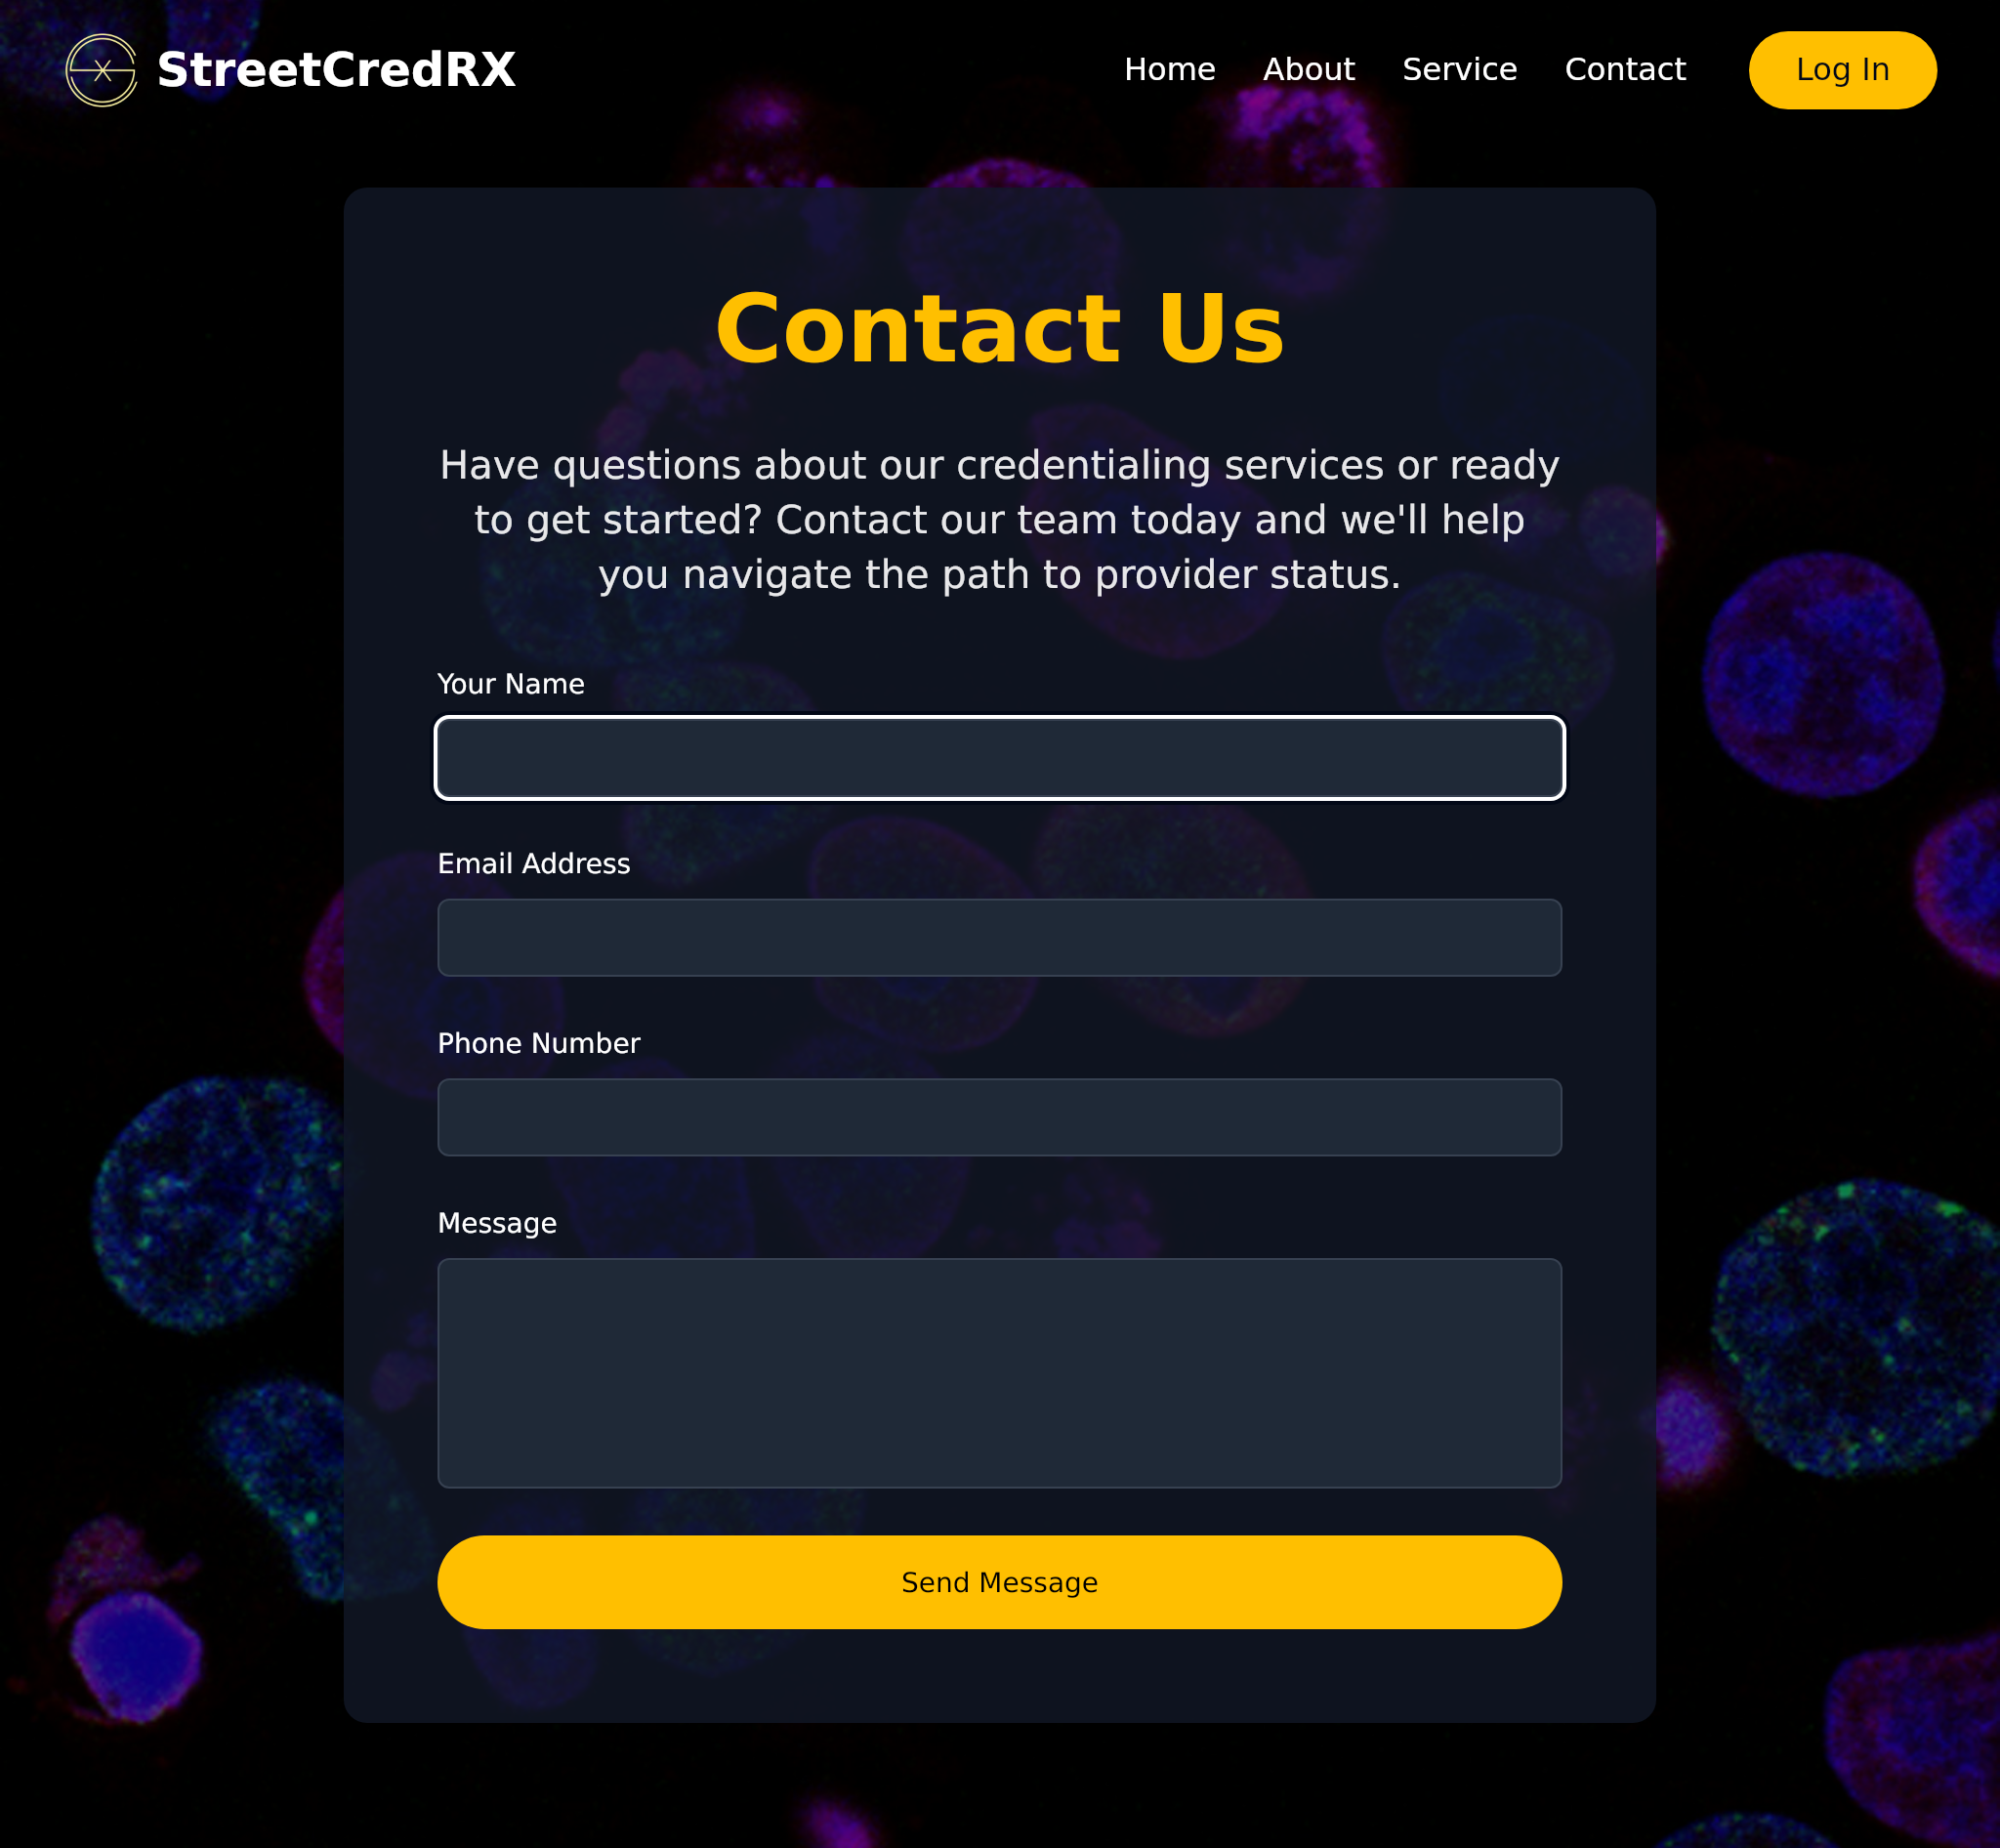 StreetCredRX
Home
About
Service
Contact
Log In
Contact Us
Have questions about our credentialing services or ready
to get started? Contact our team today and we'll help
you navigate the path to provider status.
Your Name
Email Address
Phone Number
Message
Send Message